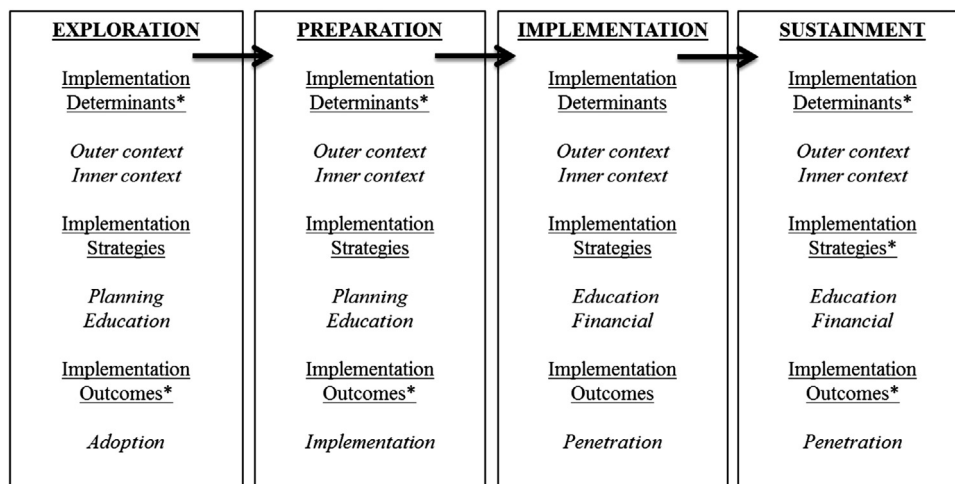 EXPLORATION
Implementation
Determinants*
Outer context
Inner context
Implementation
Strategies
Planning
Education
Implementation
Outcomes*
Adoption
PREPARATION
Implementation
Determinants*
Outer context
Inner context
Implementation
Strategies
Planning
Education
Implementation
Outcomes*
Implementation
IMPLEMENTATION
Implementation
Determinants
Outer context
Inner context
Implementation
Strategies
Education
Financial
Implementation
Outcomes
Penetration
SUSTAINMENT
Implementation
Determinants*
Outer context
Inner context
Implementation
Strategies*
Education
Financial
Implementation
Outcomes*
Penetration